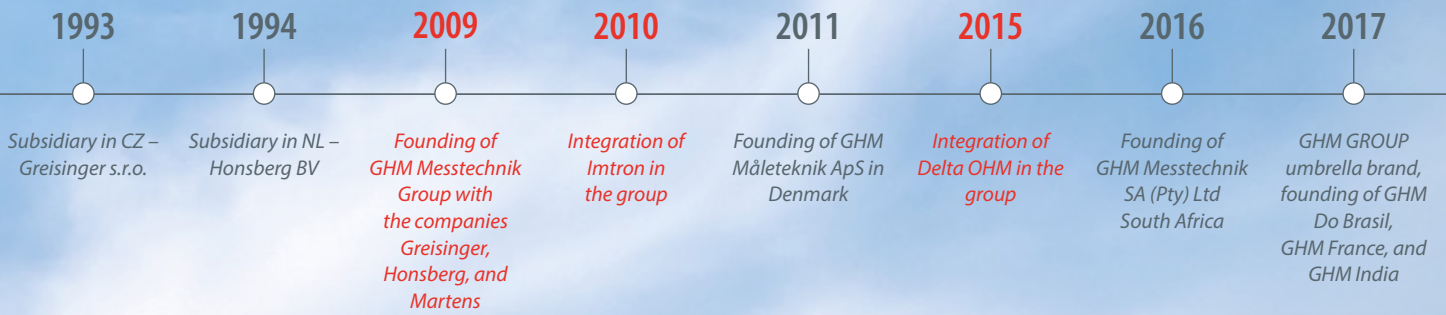 1993
Subsidiary in CZ –
Greisinger s.r.o.
1994
Subsidiary in NL –
Honsberg BV
2009
Founding of
GHM Messtechnik
Group with
the companies
Greisinger,
Honsberg, and
Martens
2010
Integration of
Imtron in
the group
2011
Founding of GHM
Måleteknik ApS in
Denmark
2015
Integration of
Delta OHM in the
group
2016
Founding of
GHM Messtechnik
SA (Pty) Ltd
South Africa
2017
GHM GROUP
umbrella brand,
founding of GHM
Do Brasil,
GHM France, and
GHM India